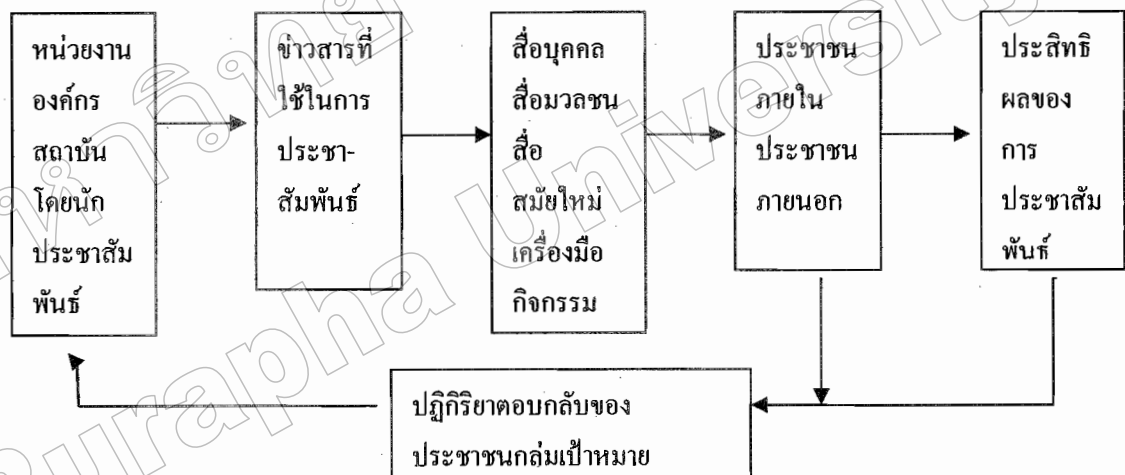 หน่วยงาน
องค์กร
สถาบัน
โดยนัก
ประชาสัม
พันธ์
ข่าวสารที่
ใช้ในการ
ประชา-
สัมพันธ์
สื่อบุคคล
สื่อมวลชน
สื่อ
สมัยใหม่
เครื่องมือ
กิจกรรม
ประชาชน
ภายใน
ประชาชน
ภายนอก
ประสิทธิ
ผลของ
การ
ประชาสัม
พันธ์
ปฏิกิริยาตอบกลับของ
ประชาชนกลุ่มเป้าหมาย
Burapha University